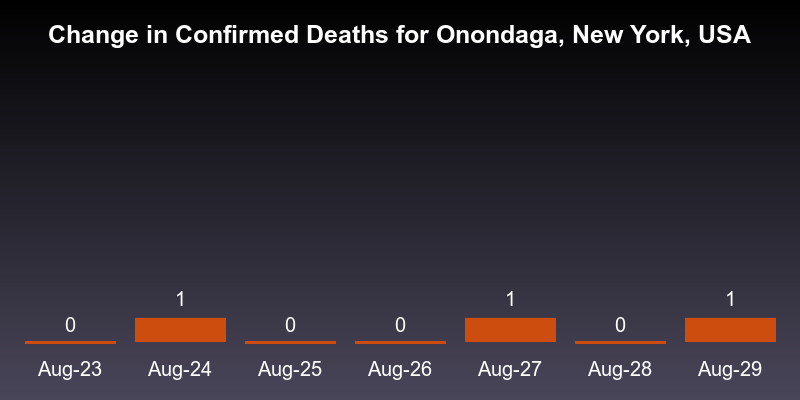 Change in Confirmed Deaths for Onondaga, New York, USA
1 1 1
0 0 0 0
Aug-23 Aug-24 Aug-25 Aug-26 Aug-27 Aug-28 Aug-29